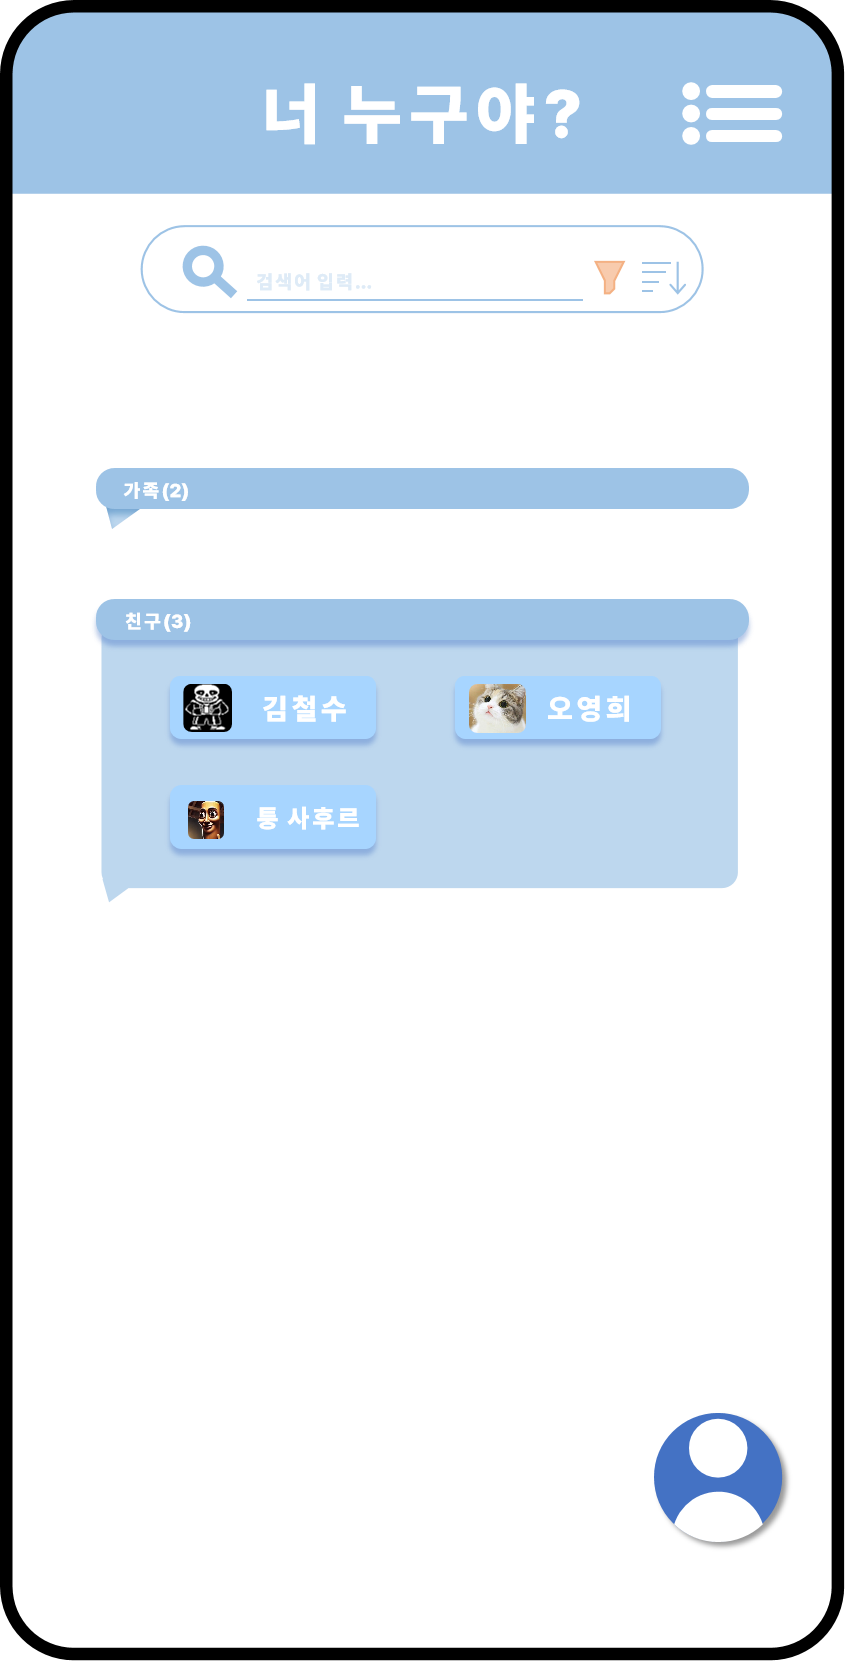 너 누구야?
검색어 입력...
가족(2)
친구(3)
김철수 오영희
퉁 사후르